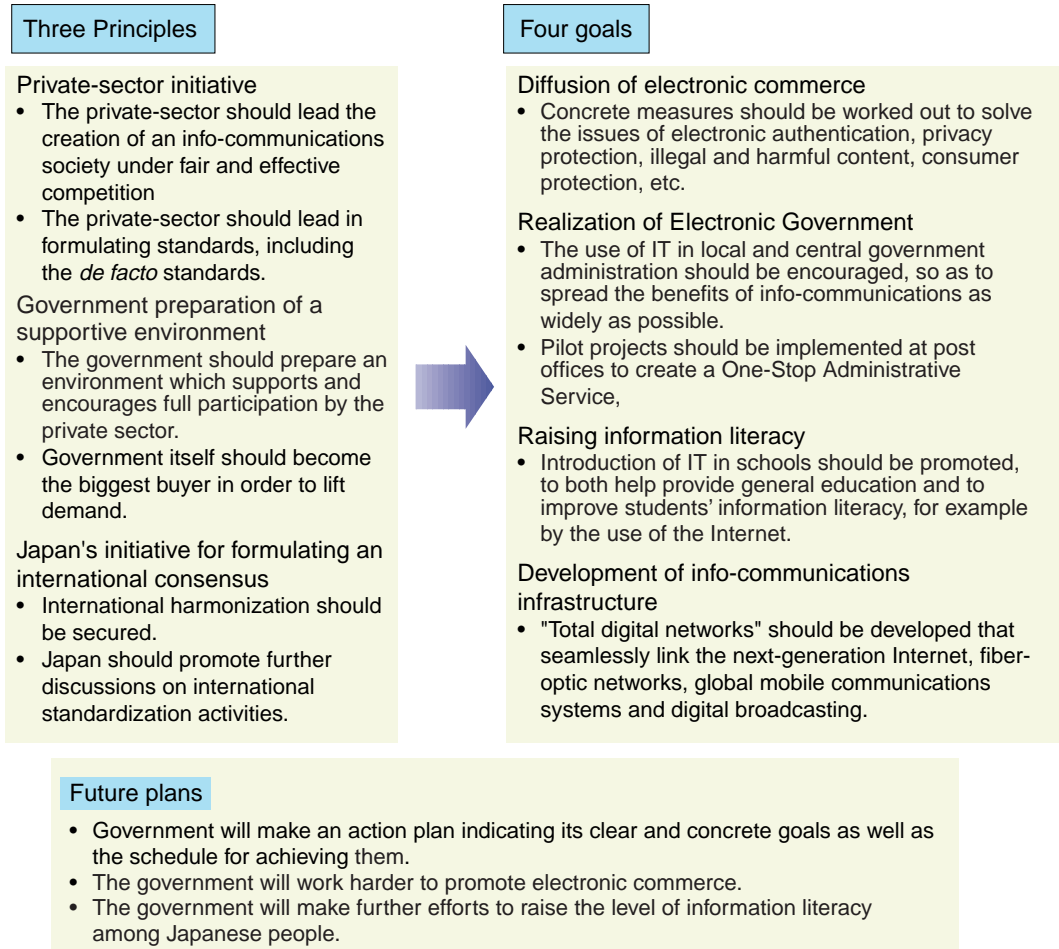 Three Principles
Private-sector initiative
• The private-sector should lead the
creation of an info-communications
society under fair and effective
competition
• The private-sector should lead in
formulating standards, including
the de facto standards.
Government preparation of a
supportive environment
• The government should prepare an
environment which supports and
encourages full participation by the
private sector.
• Government itself should become
the biggest buyer in order to lift
demand.
Japan's initiative for formulating an
international consensus
• International harmonization should
be secured.
• Japan should promote further
discussions on international
standardization activities.
Four goals
Diffusion of electronic commerce
• Concrete measures should be worked out to solve
the issues of electronic authentication, privacy
protection, illegal and harmful content, consumer
protection, etc.
Realization of Electronic Government
• The use of IT in local and central government
administration should be encouraged, so as to
spread the benefits of info-communications as
widely as possible.
• Pilot projects should be implemented at post
offices to create a One-Stop Administrative
Service,
Raising information literacy
• Introduction of IT in schools should be promoted,
to both help provide general education and to
improve students' information literacy, for example
by the use of the Internet.
Development of info-communications
infrastructure
• "Total digital networks" should be developed that
seamlessly link the next-generation Internet, fiber-
optic networks, global mobile communications
systems and digital broadcasting.
Future plans
• Government will make an action plan indicating its clear and concrete goals as well as
the schedule for achieving them.
• The government will work harder to promote electronic commerce.
• The government will make further efforts to raise the level of information literacy
among Japanese people.